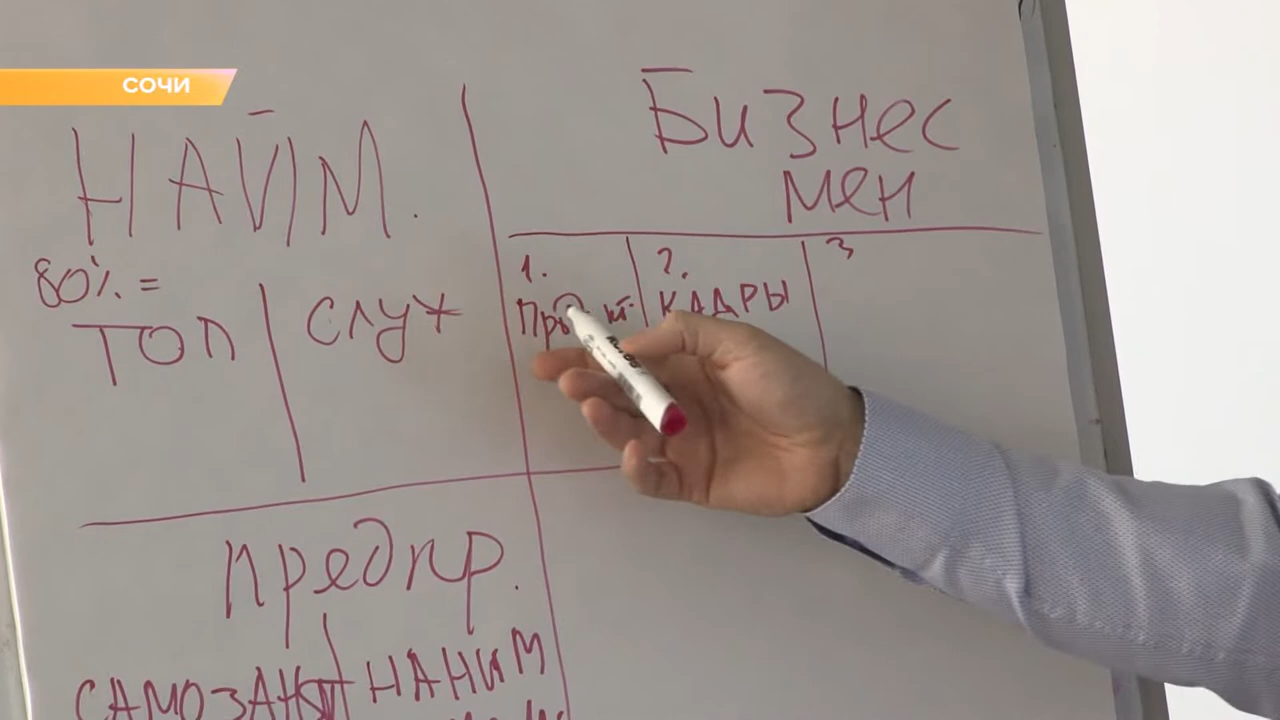 СОЧИ
НАЙМ.
80% =
ТОП
СЛУЖ
Бизнес
мен
1.
2.
КАДРЫ
3
предпр.
НАНИМ